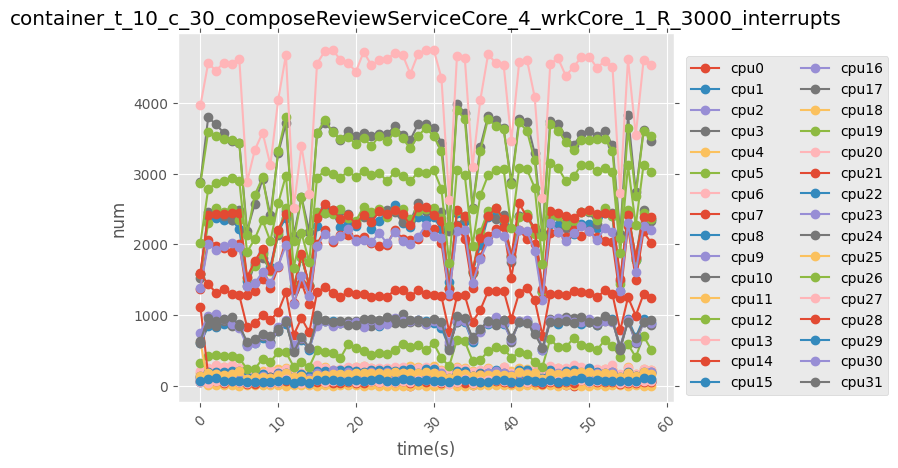 container_t_10_c_30_composeReviewServiceCore_4_wrkCore_1_R_3000_interrupts
num
4000
3000
2000
1000
0
0
10
20
30
40
50
60
time(s)
cpu0
cpu1
cpu2
cpu3
cpu4
cpu5
cpu6
cpu7
cpu8
cpu9
cpu10
cpu11
cpu12
cpu13
cpu14
cpu15
cpu16
cpu17
cpu18
cpu19
cpu20
cpu21
cpu22
cpu23
cpu24
cpu25
cpu26
cpu27
cpu28
cpu29
cpu30
cpu31